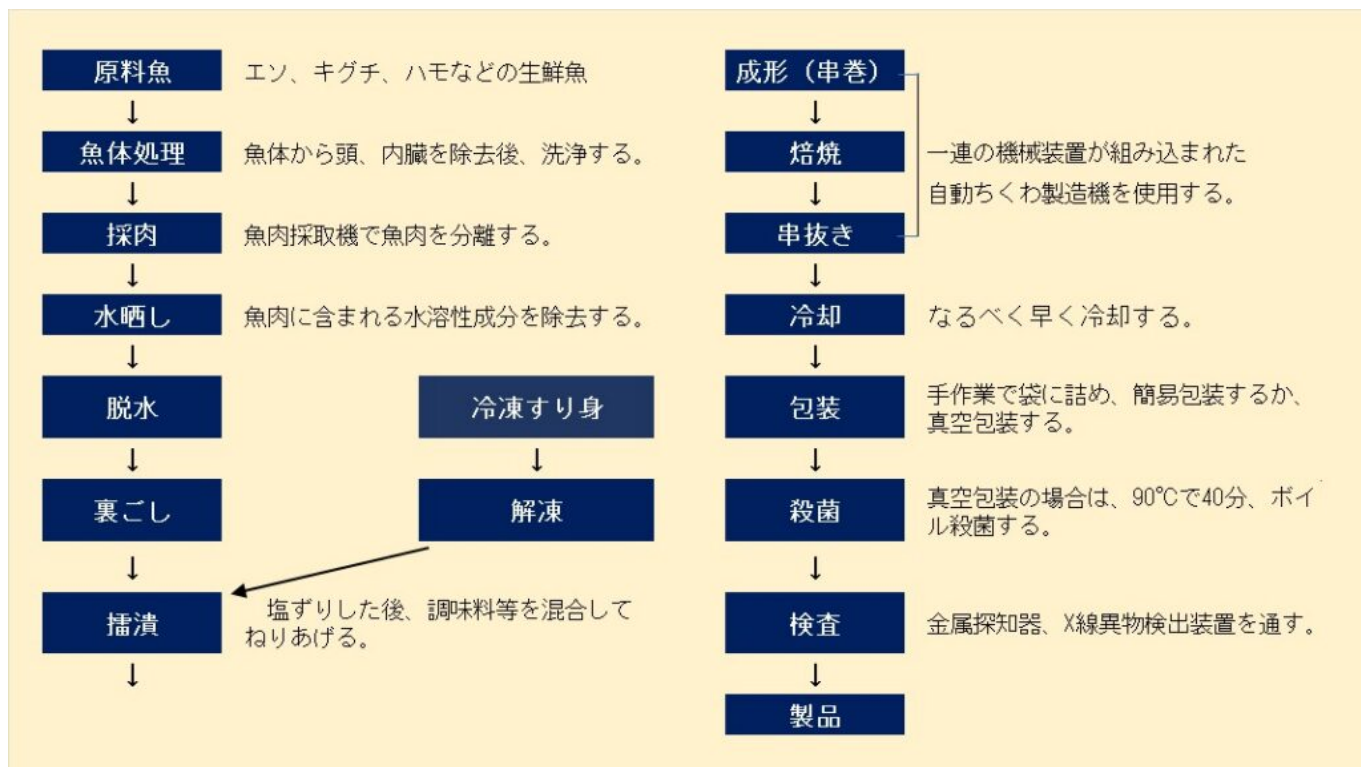 原料魚
エソ、キグチ、ハモなどの生鮮魚
↓
魚体処理
魚体から頭、内臓を除去後、洗浄する。
↓
採肉
魚肉採取機で魚肉を分離する。
↓
水晒し
魚肉に含まれる水溶性成分を除去する。
↓
脱水
↓
裏ごし
↓
冷凍すり身
↓
解凍
擂潰
塩ずりした後、調味料等を混合して
ねりあげる。
↓
成形（串巻）
↓
焙焼
↓
串抜き
一連の機械装置が組み込まれた
自動ちくわ製造機を使用する。
↓
冷却
なるべく早く冷却する。
↓
包装
手作業で袋に詰め、簡易包装するか、
真空包装する。
↓
殺菌
真空包装の場合は、90℃で40分、ボイ
ル殺菌する。
↓
検査
金属探知器、X線異物検出装置を通す。
↓
製品